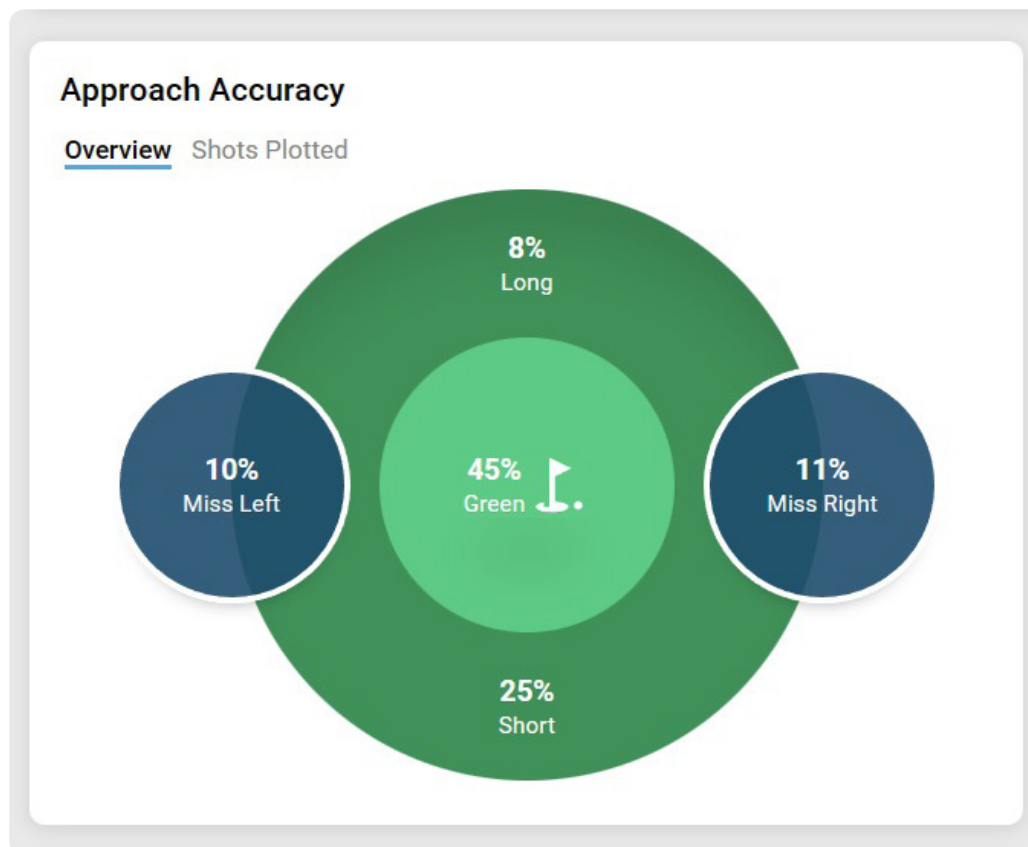 Approach Accuracy
Overview Shots Plotted
8%
Long
10%
Miss Left
45%
Green
11%
Miss Right
25%
Short